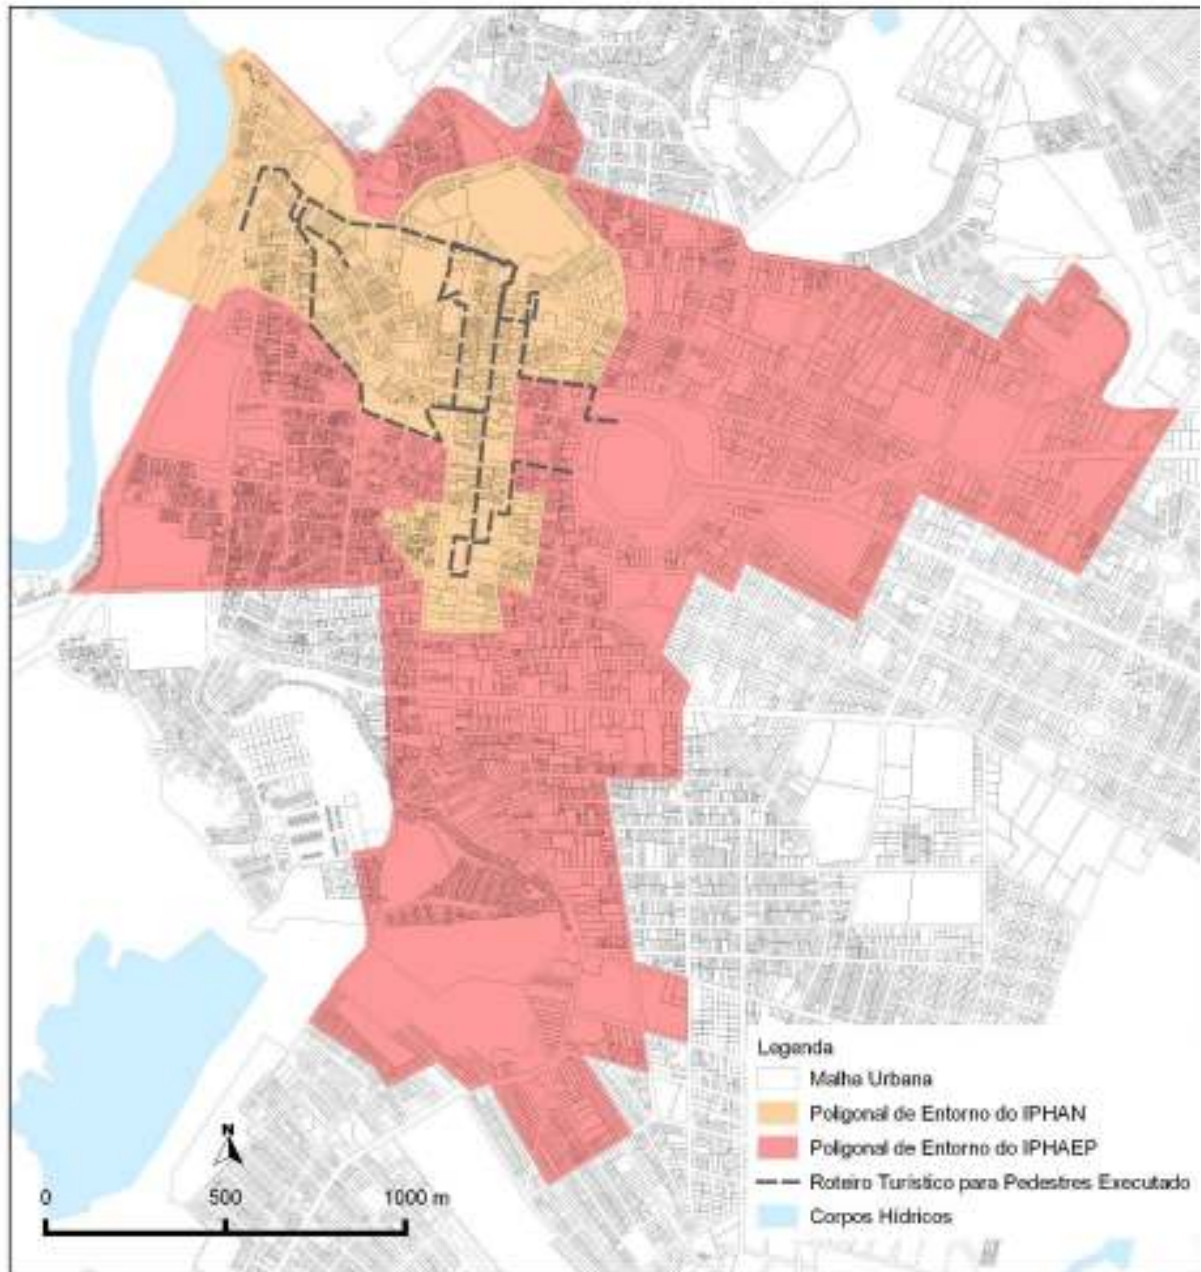 Legenda
Malha Urbana
Poligonal de Entorno do IPHAN
Poligonal de Entorno do IPHAEP
Roteiro Turístico para Pedestres Executado
Corpos Hídricos
N
0 500 1000 m